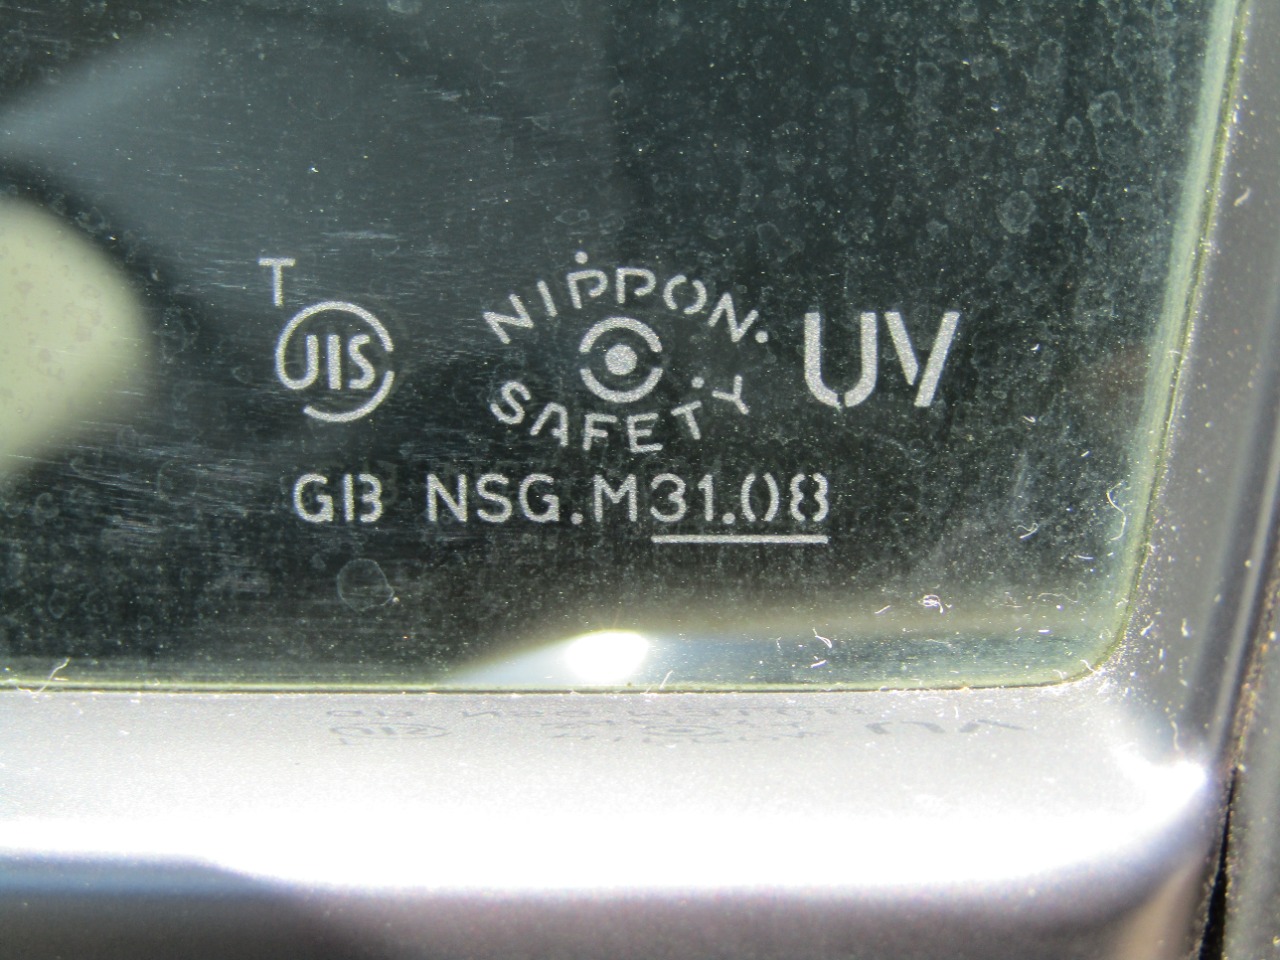 T
JIS
NIPPON.
SAFETY
UV
GB NSG.M31.08